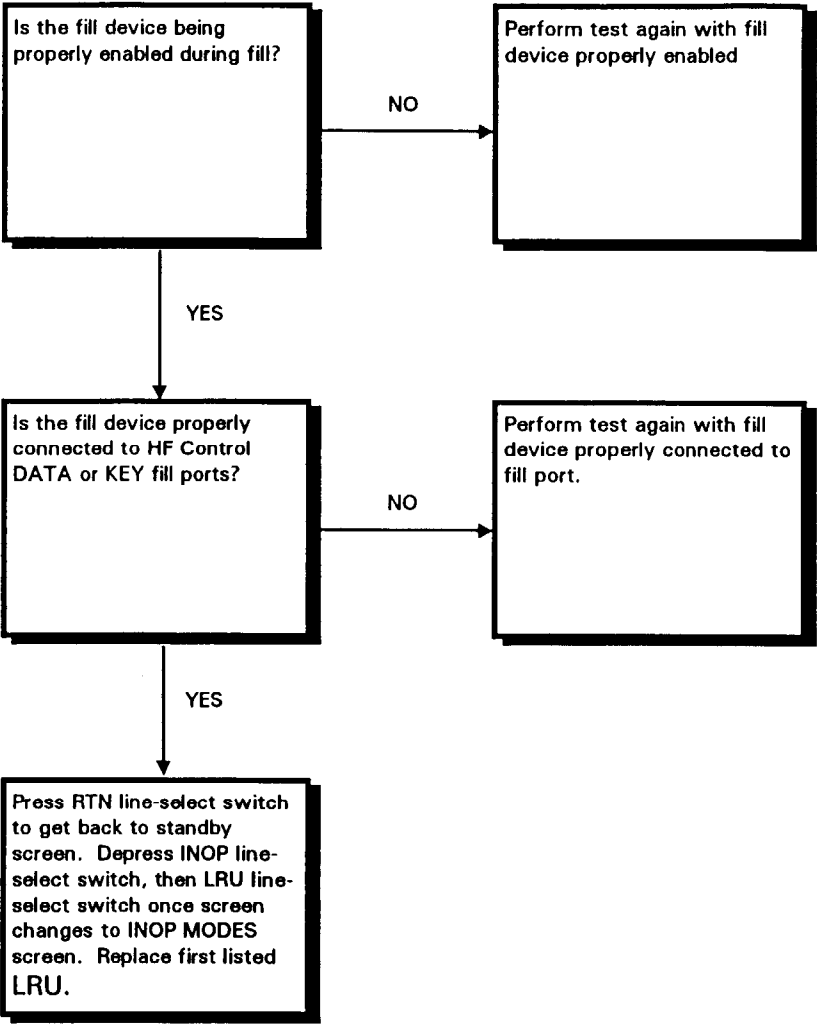 Is the fill device being
properly enabled during fill?
NO
Perform test again with fill
device properly enabled
YES
Is the fill device properly
connected to HF Control
DATA or KEY fill ports?
NO
Perform test again with fill
device properly connected to
fill port.
YES
Press RTN line-select switch
to get back to standby
screen. Depress INOP line-
select switch, then LRU line-
select switch once screen
changes to INOP MODES
screen. Replace first listed
LRU.